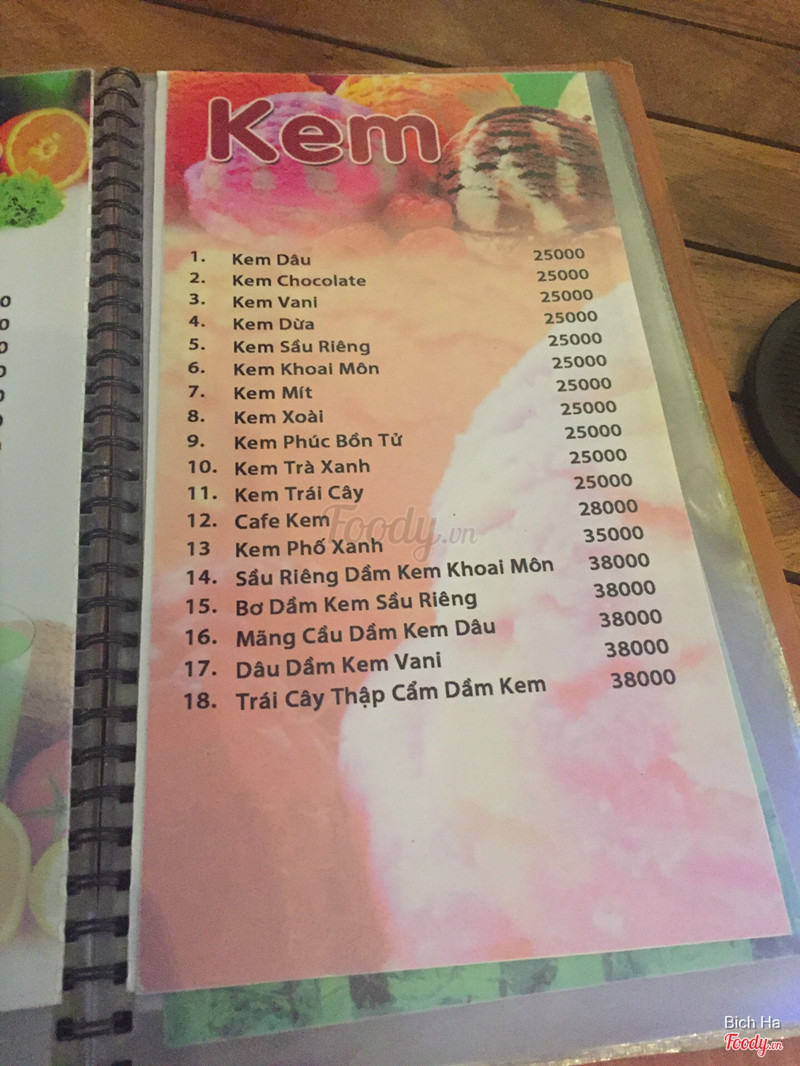 Kem
1. Kem Dâu 25000
2. Kem Chocolate 25000
3. Kem Vani 25000
4. Kem Dừa 25000
5. Kem Sầu Riêng 25000
6. Kem Khoai Môn 25000
7. Kem Mít 25000
8. Kem Xoài 25000
9. Kem Phúc Bồn Tử 25000
10. Kem Trà Xanh 25000
11. Kem Trái Cây 25000
12. Cafe Kem 28000
13 Kem Phố Xanh 35000
14. Sầu Riêng Dầm Kem Khoai Môn 38000
15. Bơ Dầm Kem Sầu Riêng 38000
16. Mãng Cầu Dầm Kem Dâu 38000
17. Dâu Dầm Kem Vani 38000
18. Trái Cây Thập Cẩm Dầm Kem 38000
Foody.vn
Bich Ha
Foody.vn